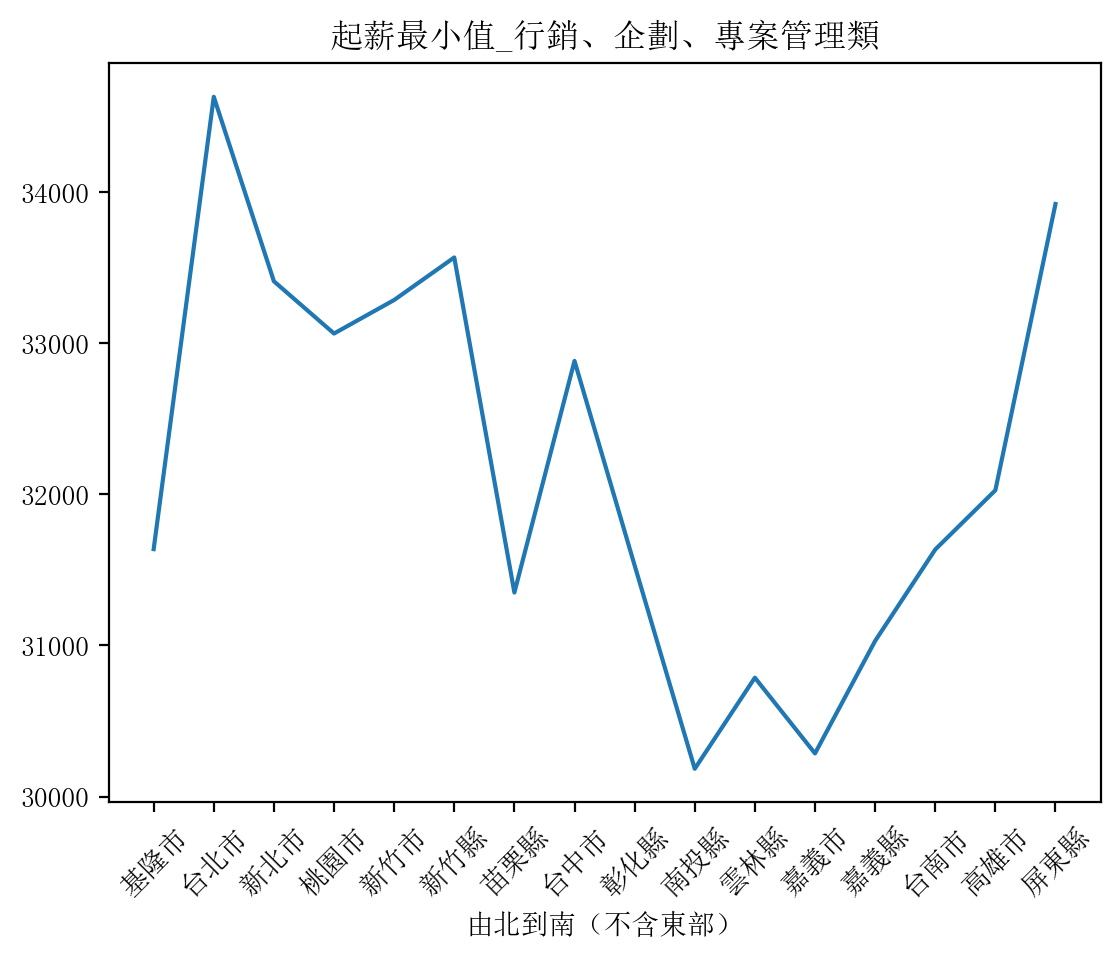 起薪最小值_行銷、企劃、專案管理類
34000
33000
32000
31000
30000
基隆市
台北市
新北市
桃園市
新竹市
新竹縣
苗栗縣
台中市
彰化縣
南投縣
雲林縣
嘉義市
嘉義縣
台南市
高雄市
屏東縣
由北到南（不含東部）